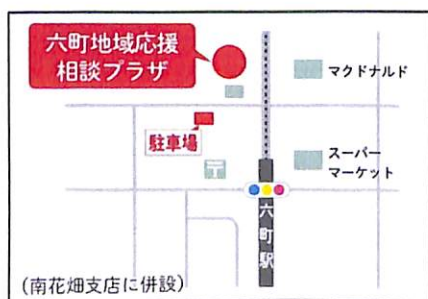 六町地域応援
相談プラザ
マクドナルド
駐車場
スーパー
マーケット
〒
六町駅
(南花畑支店に併設)